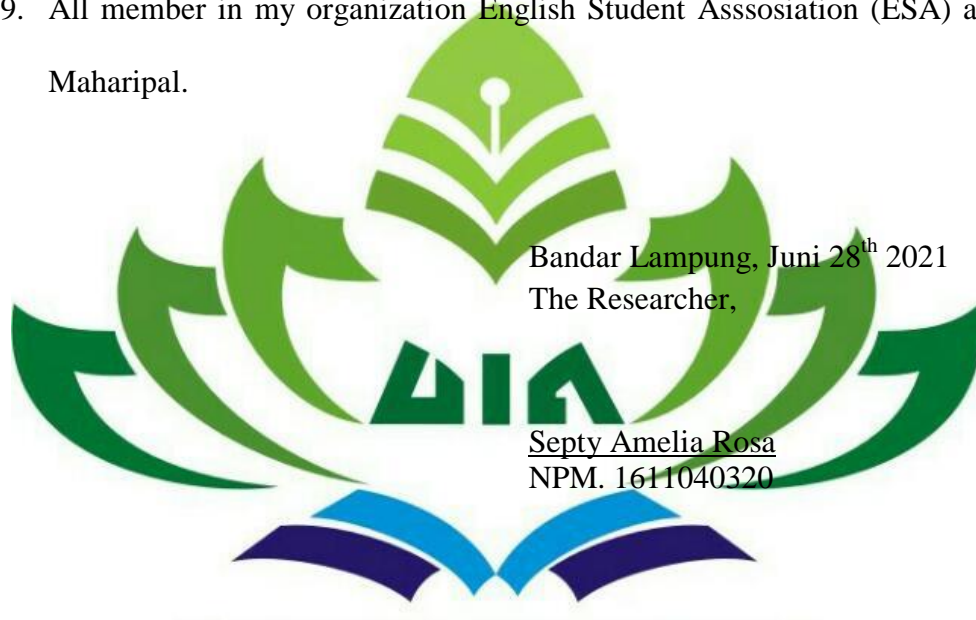 9. All member in my organization English Student Asssosiation (ESA) a
Maharipal.
Bandar Lampung, Juni 28th 2021
The Researcher,
UIN
Septy Amelia Rosa
NPM. 1611040320